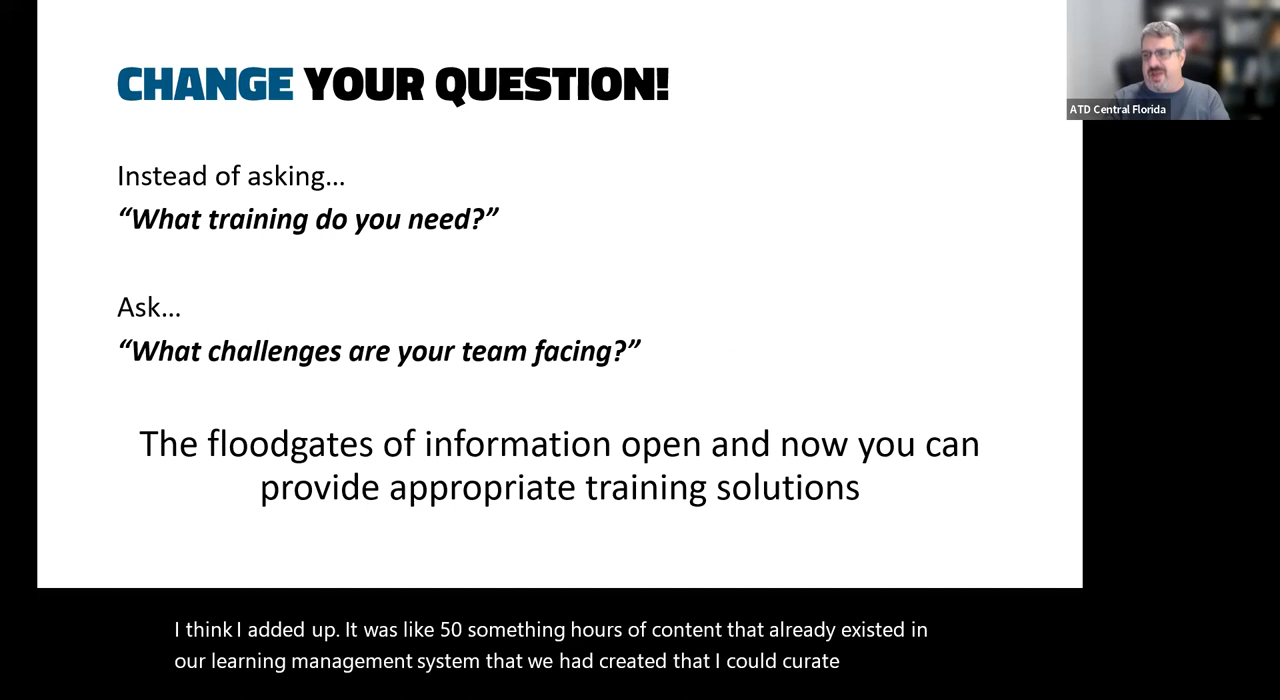 CHANGE YOUR QUESTION!
ATD Central Florida
Instead of asking...
“What training do you need?”
Ask...
“What challenges are your team facing?”
The floodgates of information open and now you can
provide appropriate training solutions
I think I added up. It was like 50 something hours of content that already existed in
our learning management system that we had created that I could curate